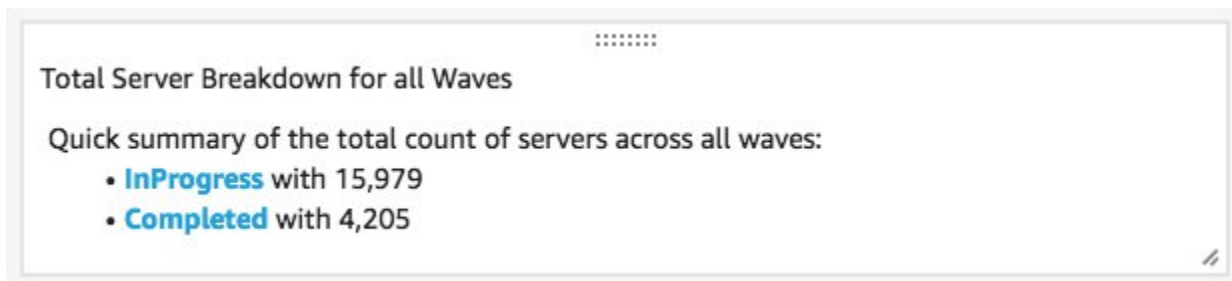 Total Server Breakdown for all Waves
Quick summary of the total count of servers across all waves:
• InProgress with 15,979
• Completed with 4,205